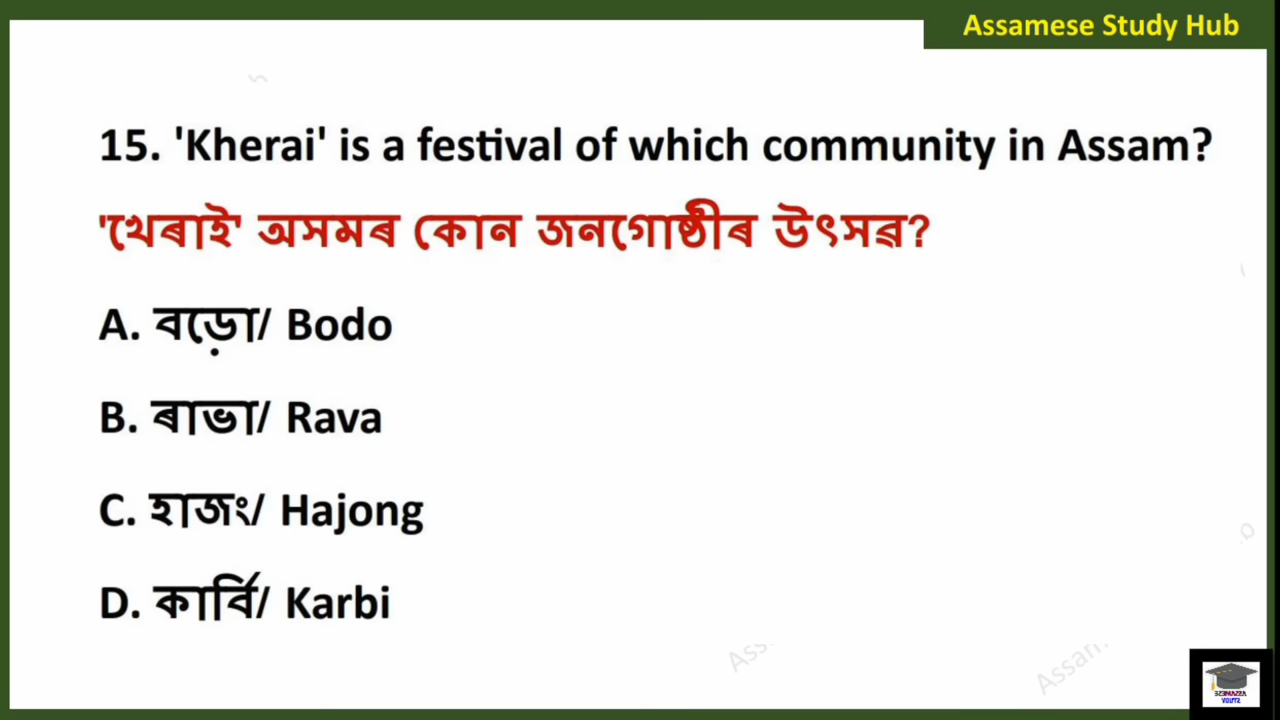 Assamese Study Hub
15. 'Kherai' is a festival of which community in Assam?
'খেৰাই' অসমৰ কোন জনগোষ্ঠীৰ উৎসৱ?
A. বড়ো/ Bodo
B. ৰাভা/ Rava
C. হাজং/ Hajong
D. কাৰ্বি/ Karbi